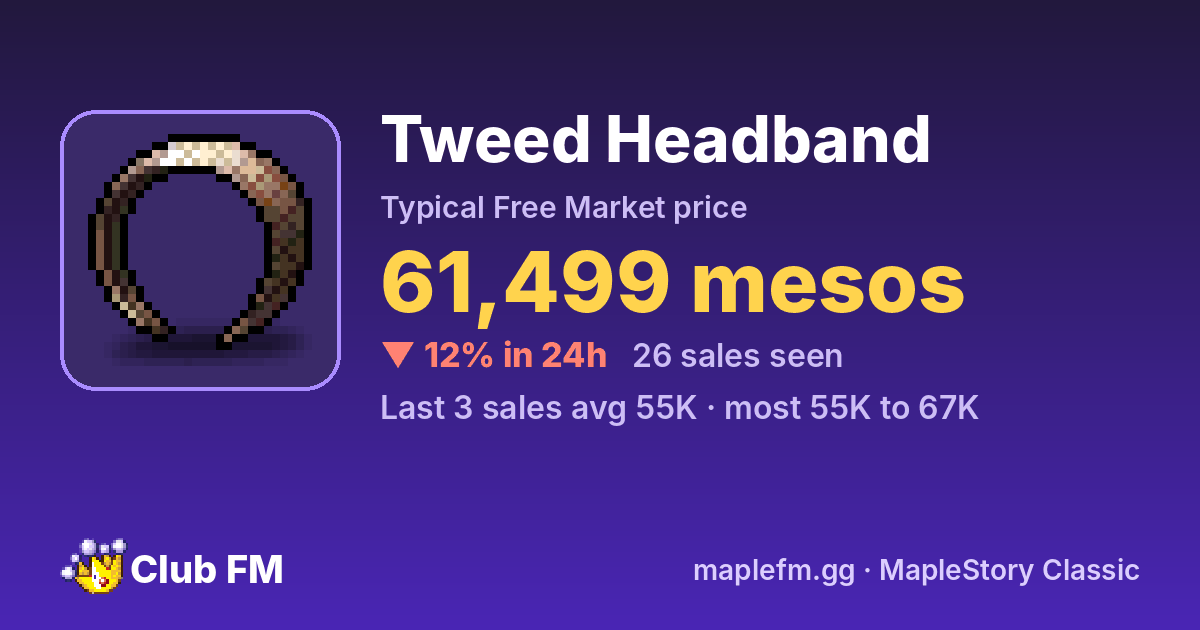 Tweed Headband
Typical Free Market price
61,499 mesos
▼ 12% in 24h 26 sales seen
Last 3 sales avg 55K · most 55K to 67K
Club FM
maplefm.gg · MapleStory Classic